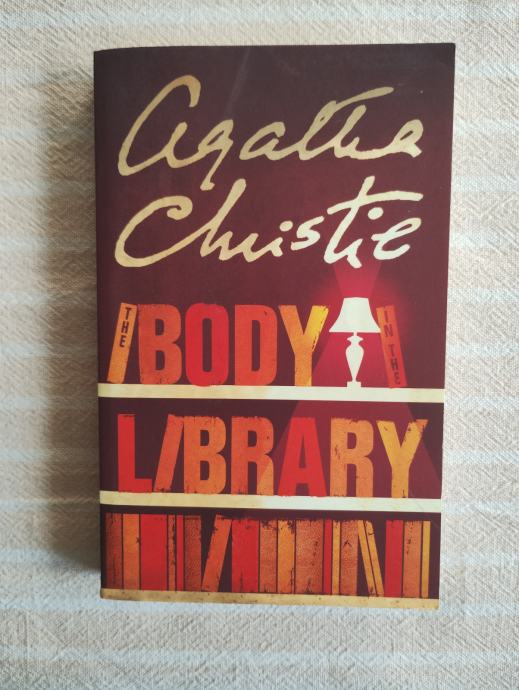 Agatha
Christie
THE BODY IN THE
LIBRARY